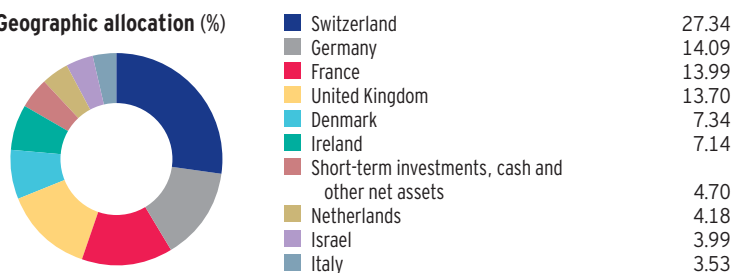 Geographic allocation (%)
Switzerland 27.34
Germany 14.09
France 13.99
United Kingdom 13.70
Denmark 7.34
Ireland 7.14
Short-term investments, cash and
other net assets 4.70
Netherlands 4.18
Israel 3.99
Italy 3.53